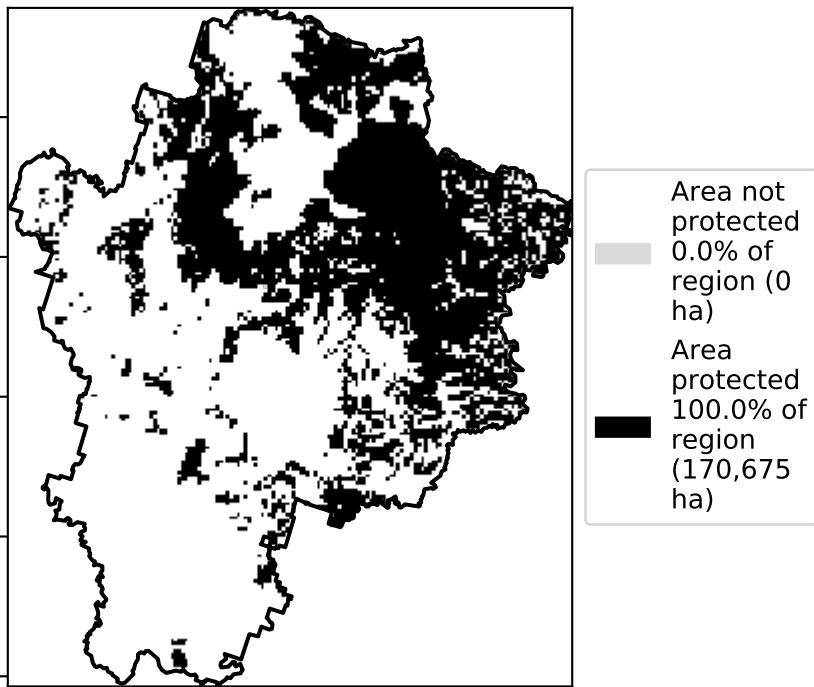 Area not
protected
0.0% of
region (0
ha)
Area
protected
100.0% of
region
(170,675
ha)